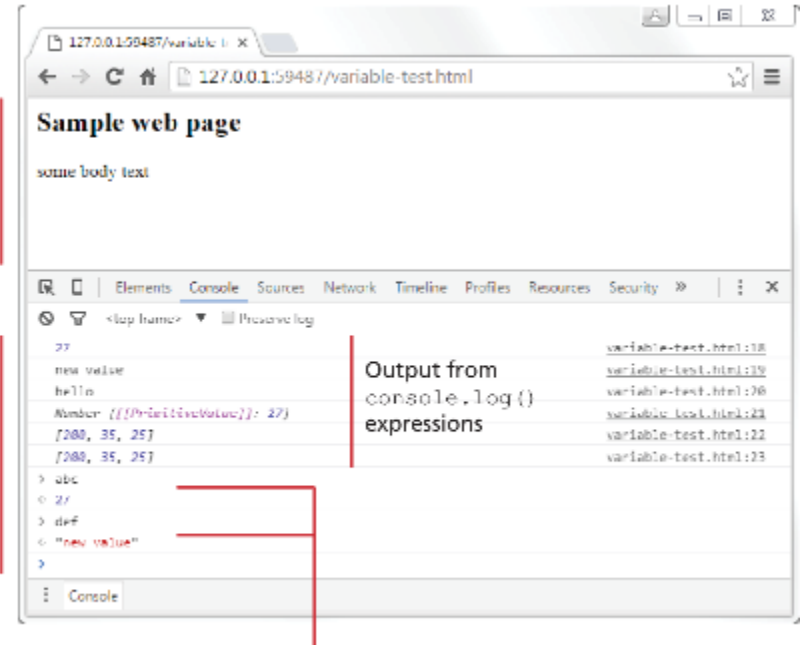 127.0.0.1:59487/variable-t
127.0.0.1:59487/variable-test.html
Sample web page
some body text
Elements Console Sources Network Timeline Profiles Resources Security »
<top frame> ▼ Preserve log
27 variable-test.html:18
new value variable-test.html:19
hello variable-test.html:20
Number {[[PrimitiveValue]]: 27} variable-test.html:21
[200, 35, 25] variable-test.html:22
[200, 35, 25] variable-test.html:23
Output from
console.log()
expressions
> abc
< 27
> def
< "new value"
>
Console